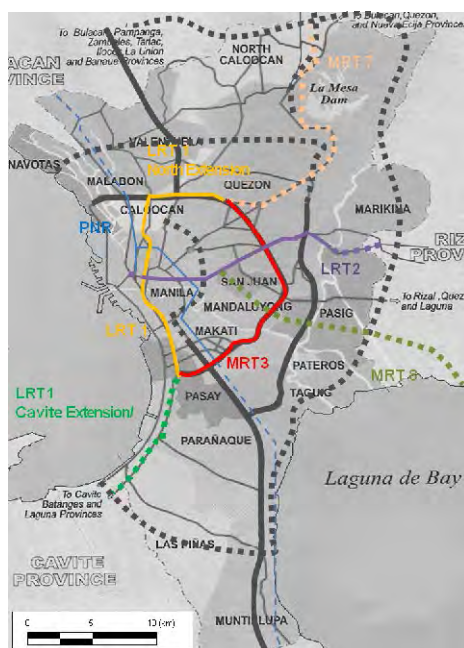 To Bulacan, Pampanga,
Zambales, Tarlac,
Ilocos La Union
and Banaue Provinces
To Bulacan, Quezon,
and Nueva Ecija Provinces
NORTH
CALOOCAN
MRT 7
La Mesa
Dam
PROVINCE
VALENZUELA
LRT 1
North Extension
NAVOTAS
MALABON
QUEZON
CALOOCAN
MARIKINA
PNR
SAN JUAN
LRT2
MANILA
MANDALUYONG
To Rizal, Quezon
and Laguna
PASIG
MAKATI
LRT 1
MRT3
PATEROS
MRT 8
LRT1
Cavite Extension/
PASAY
TAGUIG
PARAÑAQUE
Laguna de Bay
To Cavite
Batangas and
Laguna Provinces
LAS PIÑAS
CAVITE
PROVINCE
MUNTINLUPA
0 5 10 (km)